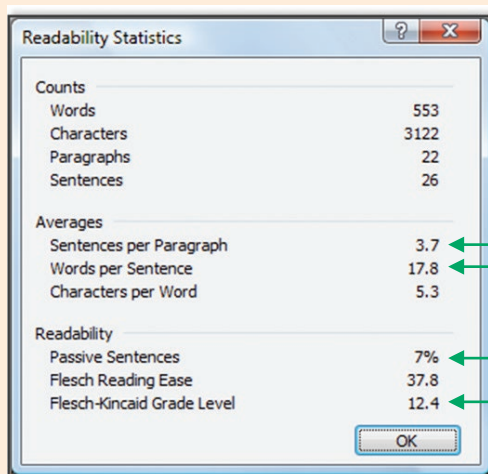 Readability Statistics
?
x
Counts
Words 553
Characters 3122
Paragraphs 22
Sentences 26
Averages
Sentences per Paragraph 3.7
Words per Sentence 17.8
Characters per Word 5.3
Readability
Passive Sentences 7%
Flesch Reading Ease 37.8
Flesch-Kincaid Grade Level 12.4
OK